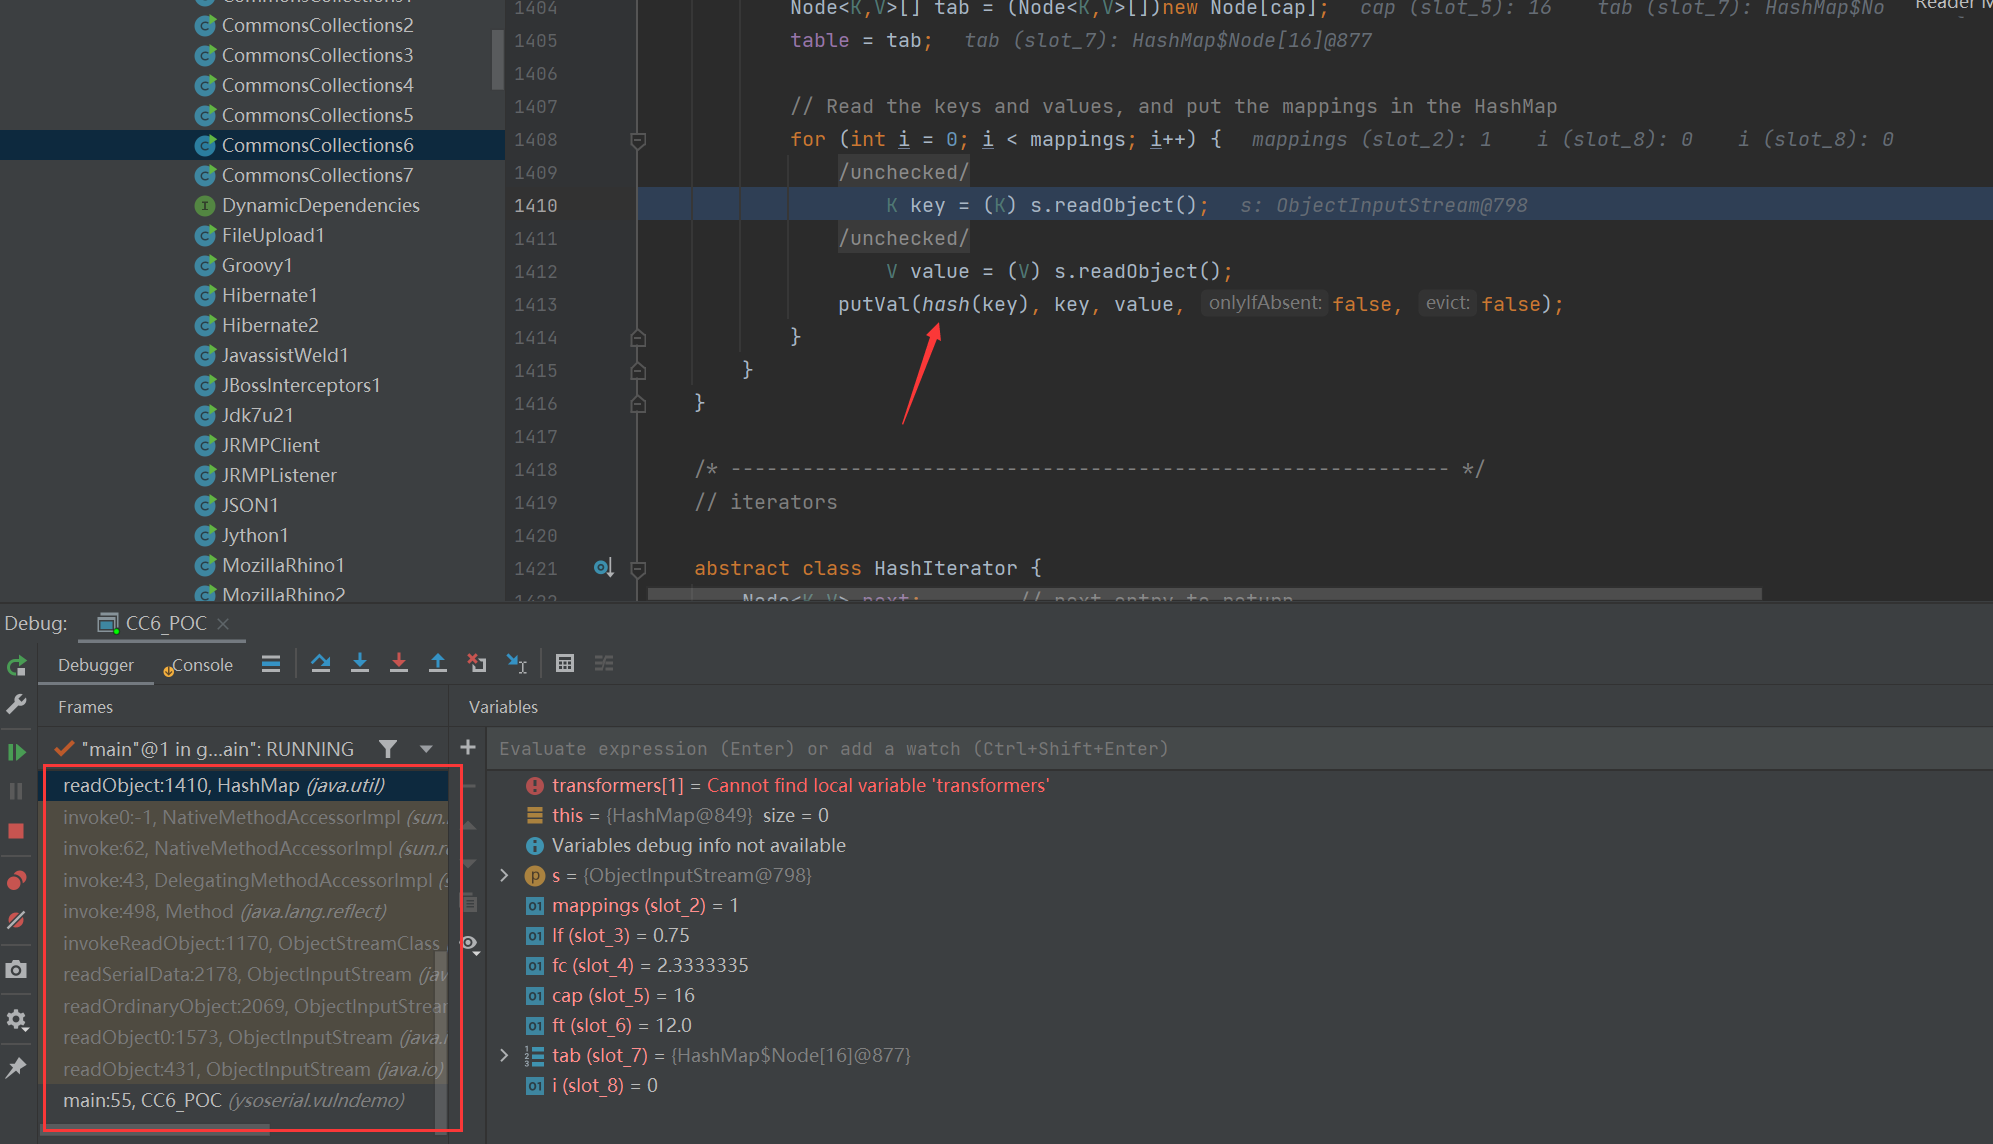 CommonsCollections2
CommonsCollections3
CommonsCollections4
CommonsCollections5
CommonsCollections6
CommonsCollections7
DynamicDependencies
FileUpload1
Groovy1
Hibernate1
Hibernate2
JavassistWeld1
JBossInterceptors1
Jdk7u21
JRMPClient
JRMPListener
JSON1
Jython1
MozillaRhino1
MozillaRhino2
1404 Node<K,V>[] tab = (Node<K,V>[])new Node[cap]; cap (slot_5): 16 tab (slot_7): HashMap$No
Reader M
1405 table = tab; tab (slot_7): HashMap$Node[16]@877
1406
1407 // Read the keys and values, and put the mappings in the HashMap
1408 for (int i = 0; i < mappings; i++) { mappings (slot_2): 1 i (slot_8): 0 i (slot_8): 0
1409 /unchecked/
1410 K key = (K) s.readObject(); s: ObjectInputStream@798
1411 /unchecked/
1412 V value = (V) s.readObject();
1413 putVal(hash(key), key, value, onlyIfAbsent: false, evict: false);
1414 }
1415 }
1416 }
1417
1418 /* ------------------------------------------------------------ */
1419 // iterators
1420
1421 abstract class HashIterator {
Node<K,V> next; // next entry to return
Debug: CC6_POC
Debugger Console
Frames
"main"@1 in g...ain": RUNNING
readObject:1410, HashMap (java.util)
invoke0:-1, NativeMethodAccessorImpl (sun.
invoke:62, NativeMethodAccessorImpl (sun.re
invoke:43, DelegatingMethodAccessorImpl (s
invoke:498, Method (java.lang.reflect)
invokeReadObject:1170, ObjectStreamClass
readSerialData:2178, ObjectInputStream (jav
readOrdinaryObject:2069, ObjectInputStrear
readObject0:1573, ObjectInputStream (java.
readObject:431, ObjectInputStream (java.io)
main:55, CC6_POC (ysoserial.vulndemo)
Variables
Evaluate expression (Enter) or add a watch (Ctrl+Shift+Enter)
transformers[1] = Cannot find local variable 'transformers'
this = {HashMap@849} size = 0
Variables debug info not available
s = {ObjectInputStream@798}
mappings (slot_2) = 1
lf (slot_3) = 0.75
fc (slot_4) = 2.3333335
cap (slot_5) = 16
ft (slot_6) = 12.0
tab (slot_7) = {HashMap$Node[16]@877}
i (slot_8) = 0